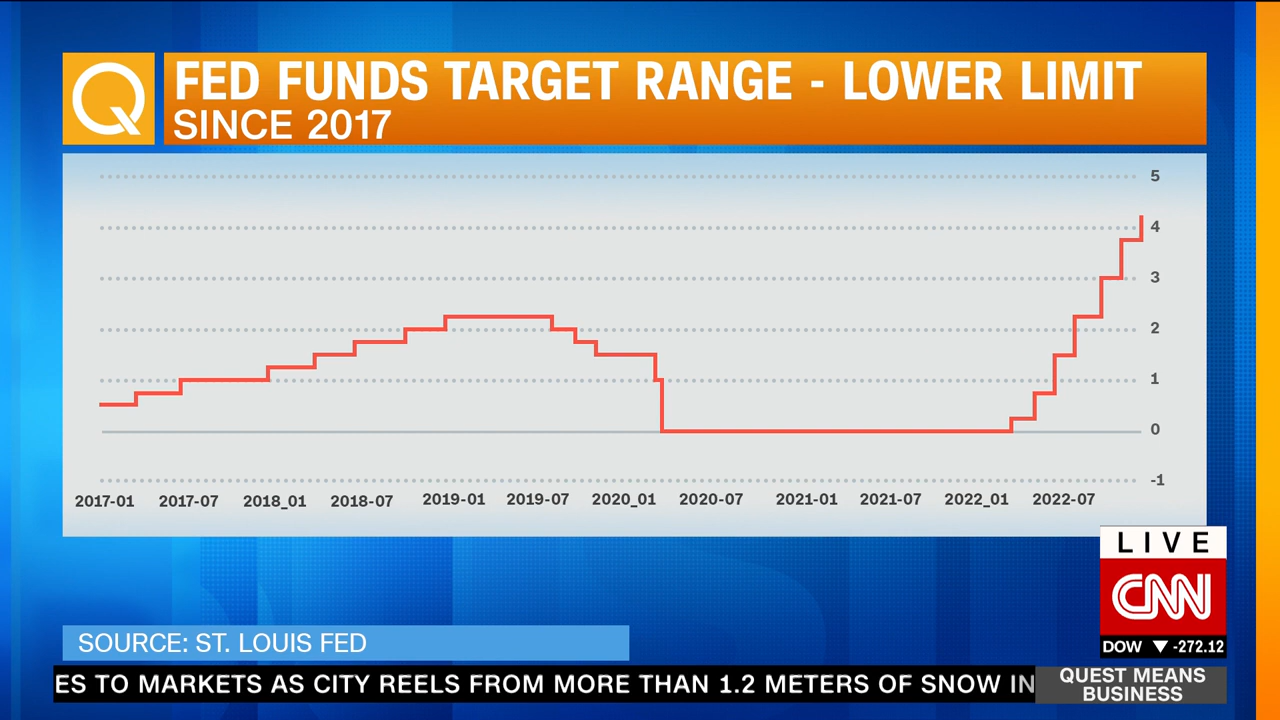 Q
FED FUNDS TARGET RANGE - LOWER LIMIT
SINCE 2017
5
4
3
2
1
0
-1
2017-01 2017-07 2018_01 2018-07 2019-01 2019-07 2020_01 2020-07 2021-01 2021-07 2022_01 2022-07
LIVE
CNN
DOW ▼ -272.12
SOURCE: ST. LOUIS FED
ES TO MARKETS AS CITY REELS FROM MORE THAN 1.2 METERS OF SNOW IN
QUEST MEANS
BUSINESS